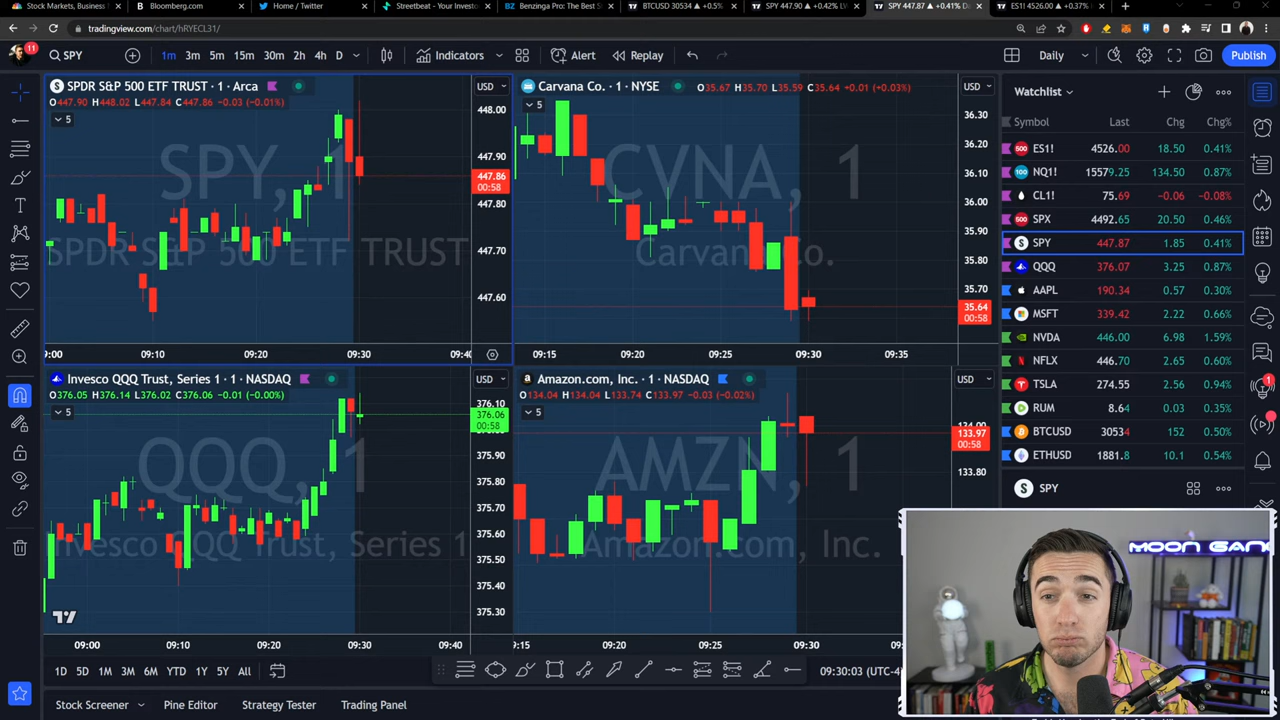 Stock Markets, Business
Bloomberg.com
Home / Twitter
Streetbeat - Your Investo
Benzinga Pro: The Best S
BTCUSD 30534 ▲ +0.5%
SPY 447.90 ▲ +0.42%
SPY 447.87 ▲ +0.41%
ES1! 4526.00 ▲ +0.37%
tradingview.com/chart/hRYECL31/
11
SPY
1m 3m 5m 15m 30m 2h 4h D
Indicators
Alert
Replay
Daily
Publish
SPDR S&P 500 ETF TRUST · 1 · Arca
O447.90 H448.02 L447.84 C447.86 -0.03 (-0.01%)
5
USD
SPY, 1
SPDR S&P 500 ETF TRUST
448.00
447.90
447.86
00:58
447.80
447.70
447.60
9:00 09:10 09:20 09:30 09:40
Carvana Co. · 1 · NYSE
O35.67 H35.70 L35.59 C35.64 +0.01 (+0.03%)
5
USD
CVNA, 1
Carvana Co.
36.30
36.20
36.10
36.00
35.90
35.80
35.70
35.64
00:58
09:15 09:20 09:25 09:30 09:35
Invesco QQQ Trust, Series 1 · 1 · NASDAQ
O376.05 H376.14 L376.02 C376.06 -0.01 (-0.00%)
5
USD
QQQ, 1
Invesco QQQ Trust, Series 1
376.10
376.06
00:58
375.90
375.80
375.70
375.60
375.50
375.40
375.30
09:00 09:10 09:20 09:30 09:40
Amazon.com, Inc. · 1 · NASDAQ
O134.04 H134.04 L133.74 C133.97 -0.03 (-0.02%)
5
USD
AMZN, 1
Amazon.com, Inc.
134.00
133.97
00:58
133.80
09:20 09:25 09:30
Watchlist
Symbol Last Chg Chg%
ES1! 4526.00 18.50 0.41%
NQ1! 15579.25 134.50 0.87%
CL1! 75.69 -0.06 -0.08%
SPX 4492.65 20.50 0.46%
SPY 447.87 1.85 0.41%
QQQ 376.07 3.25 0.87%
AAPL 190.34 0.57 0.30%
MSFT 339.42 2.22 0.66%
NVDA 446.00 6.98 1.59%
NFLX 446.70 2.65 0.60%
TSLA 274.55 2.56 0.94%
RUM 8.64 0.03 0.35%
BTCUSD 30534 152 0.50%
ETHUSD 1881.8 10.1 0.54%
SPY
MOON GANG
1D 5D 1M 3M 6M YTD 1Y 5Y All
09:30:03 (UTC-4
Stock Screener
Pine Editor
Strategy Tester
Trading Panel